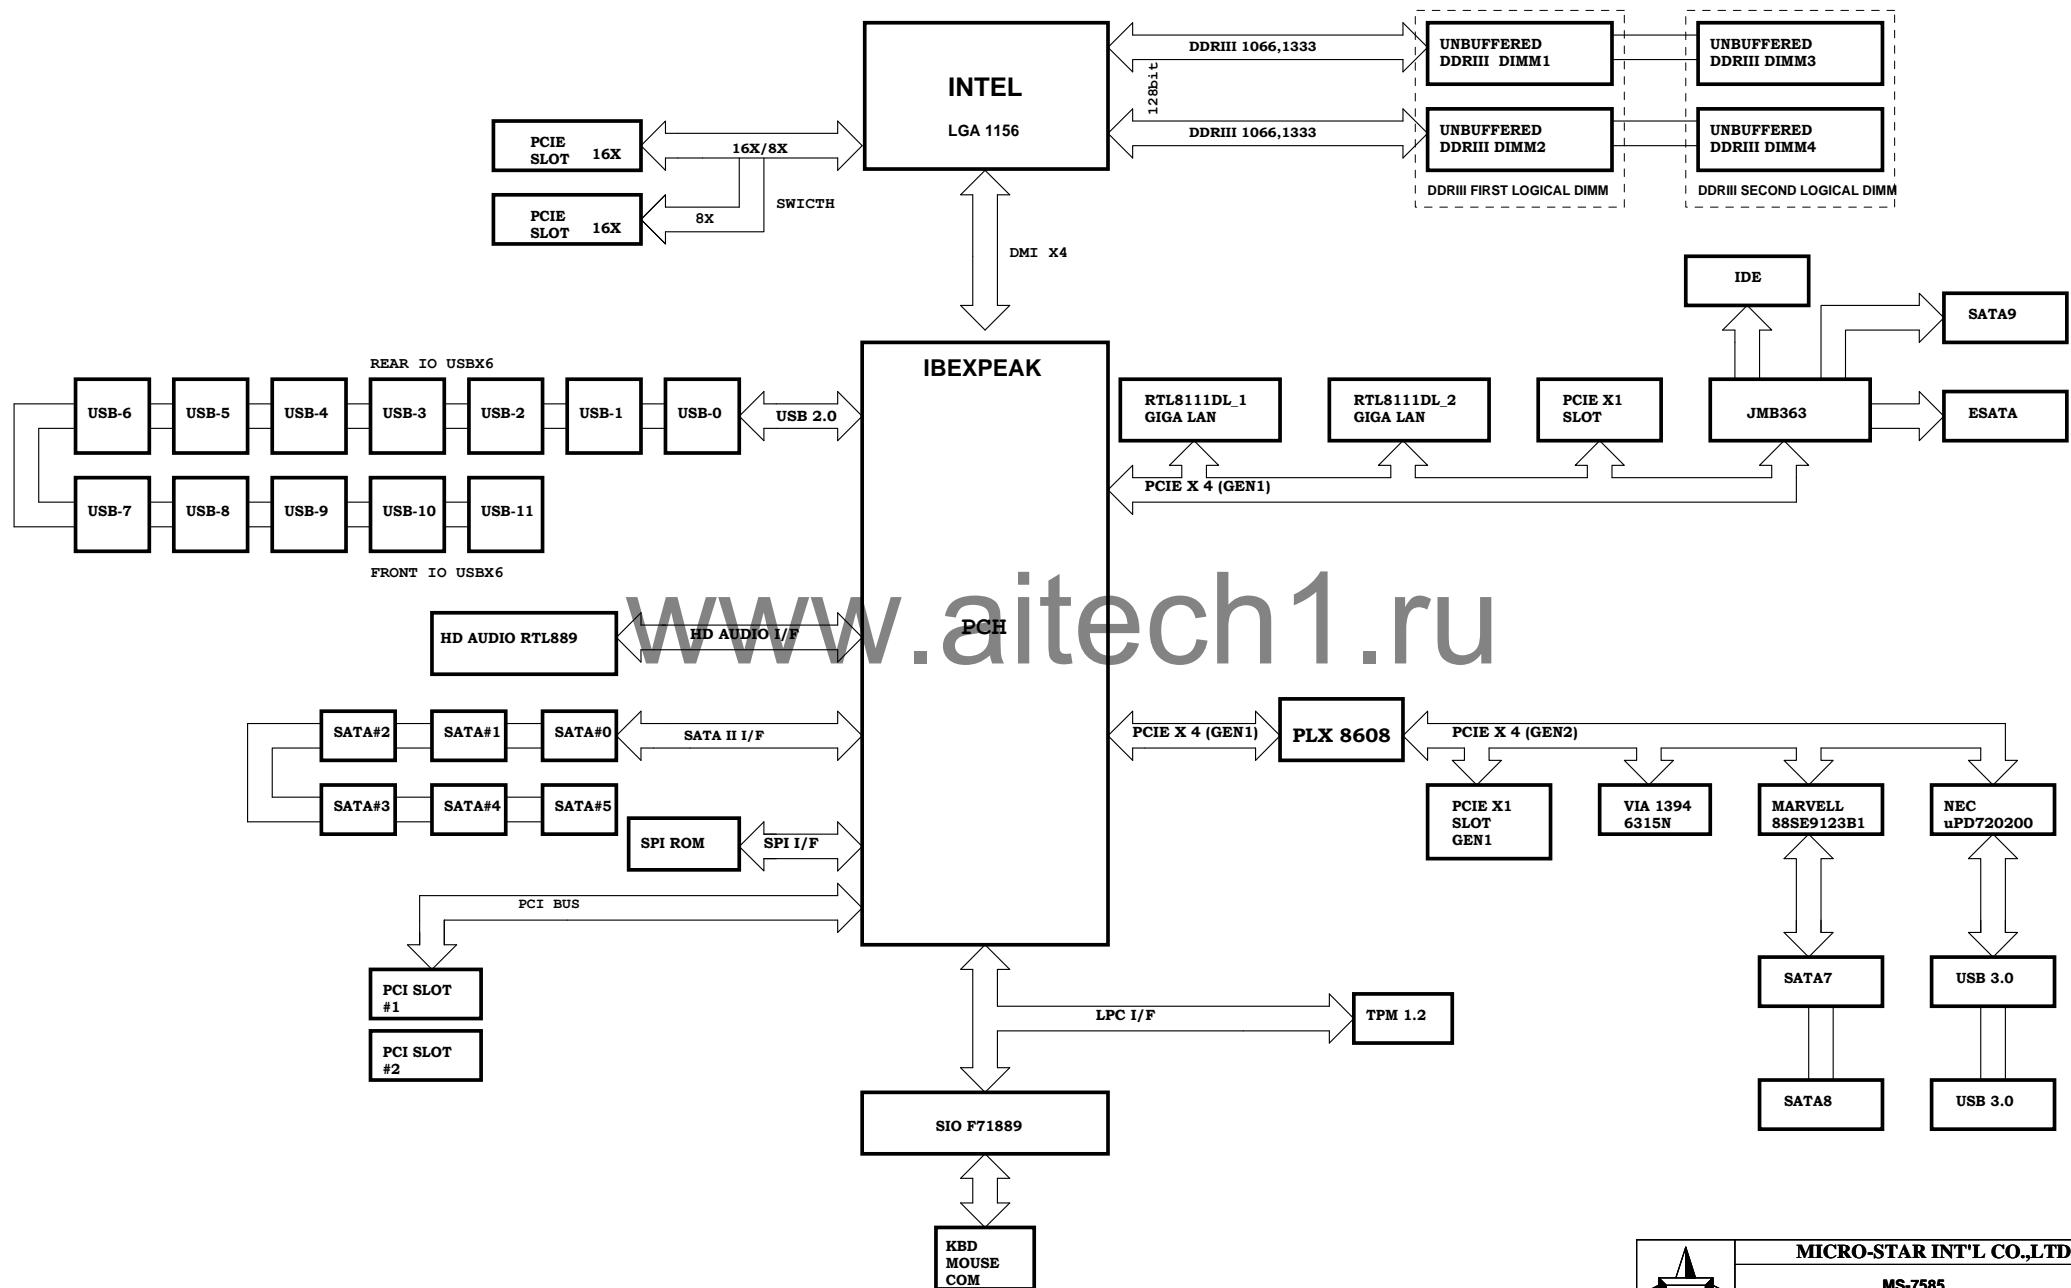 INTEL
LGA 1156
DDRIII 1066,1333
128bit
DDRIII 1066,1333
UNBUFFERED
DDRIII DIMM1
UNBUFFERED
DDRIII DIMM3
UNBUFFERED
DDRIII DIMM2
UNBUFFERED
DDRIII DIMM4
DDRIII FIRST LOGICAL DIMM
DDRIII SECOND LOGICAL DIMM
PCIE
SLOT 16X
16X/8X
PCIE
SLOT 16X
8X
SWICTH
DMI X4
IDE
SATA9
JMB363
ESATA
IBEXPEAK
REAR IO USBX6
USB-6
USB-5
USB-4
USB-3
USB-2
USB-1
USB-0
USB 2.0
USB-7
USB-8
USB-9
USB-10
USB-11
FRONT IO USBX6
RTL8111DL_1
GIGA LAN
RTL8111DL_2
GIGA LAN
PCIE X1
SLOT
PCIE X 4 (GEN1)
www.aitech1.ru
HD AUDIO RTL889
HD AUDIO I/F
PCH
SATA#2
SATA#1
SATA#0
SATA II I/F
SATA#3
SATA#4
SATA#5
SPI ROM
SPI I/F
PCIE X 4 (GEN1)
PLX 8608
PCIE X 4 (GEN2)
PCIE X1
SLOT
GEN1
VIA 1394
6315N
MARVELL
88SE9123B1
NEC
uPD720200
PCI BUS
PCI SLOT
#1
PCI SLOT
#2
SATA7
USB 3.0
LPC I/F
TPM 1.2
SATA8
USB 3.0
SIO F71889
KBD
MOUSE
COM
MICRO-STAR INT'L CO.,LTD
MS-7585